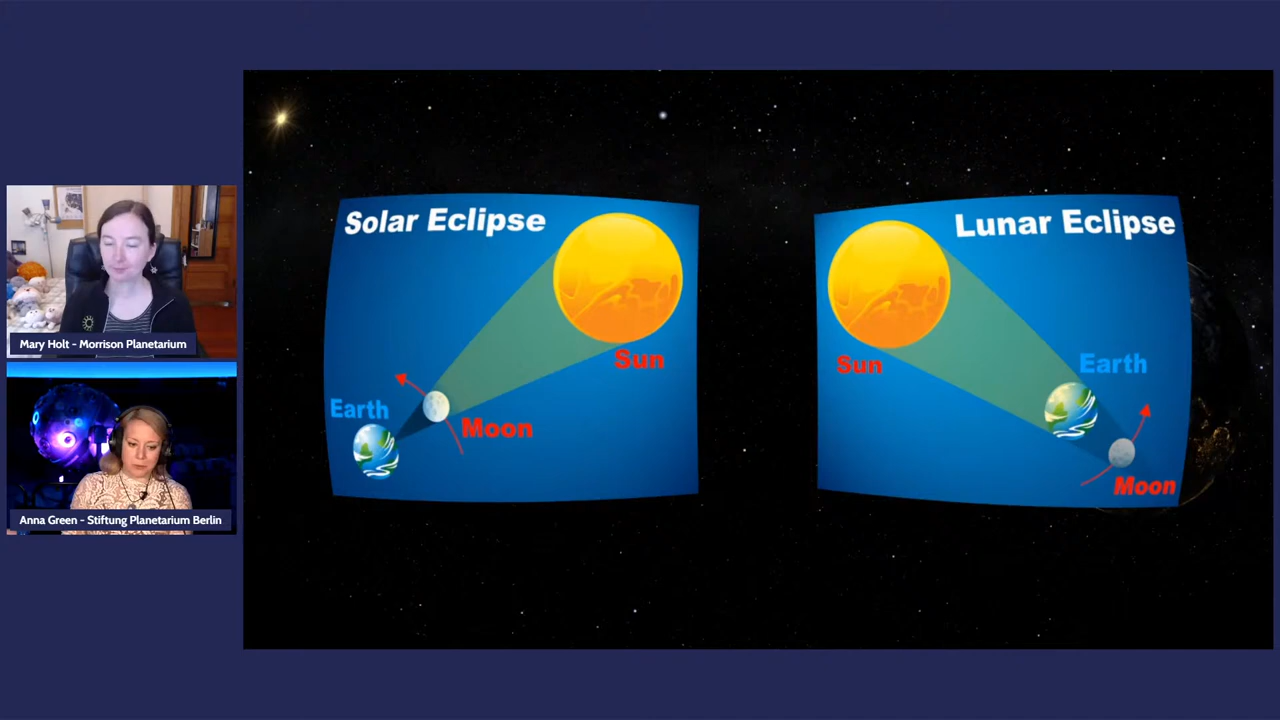 Solar Eclipse
Sun
Earth
Moon
Lunar Eclipse
Sun
Earth
Moon
Mary Holt - Morrison Planetarium
Anna Green - Stiftung Planetarium Berlin